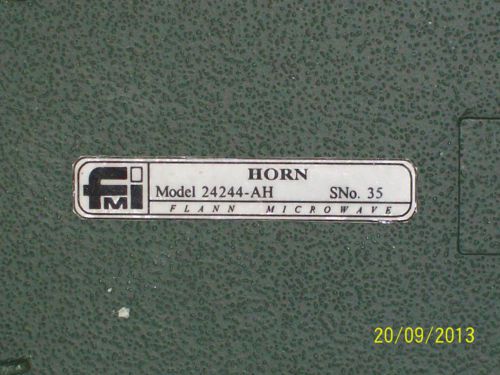 HORN
fmi Model 24244-AH SNo. 35
FLANN MICROWAVE
20/09/2013